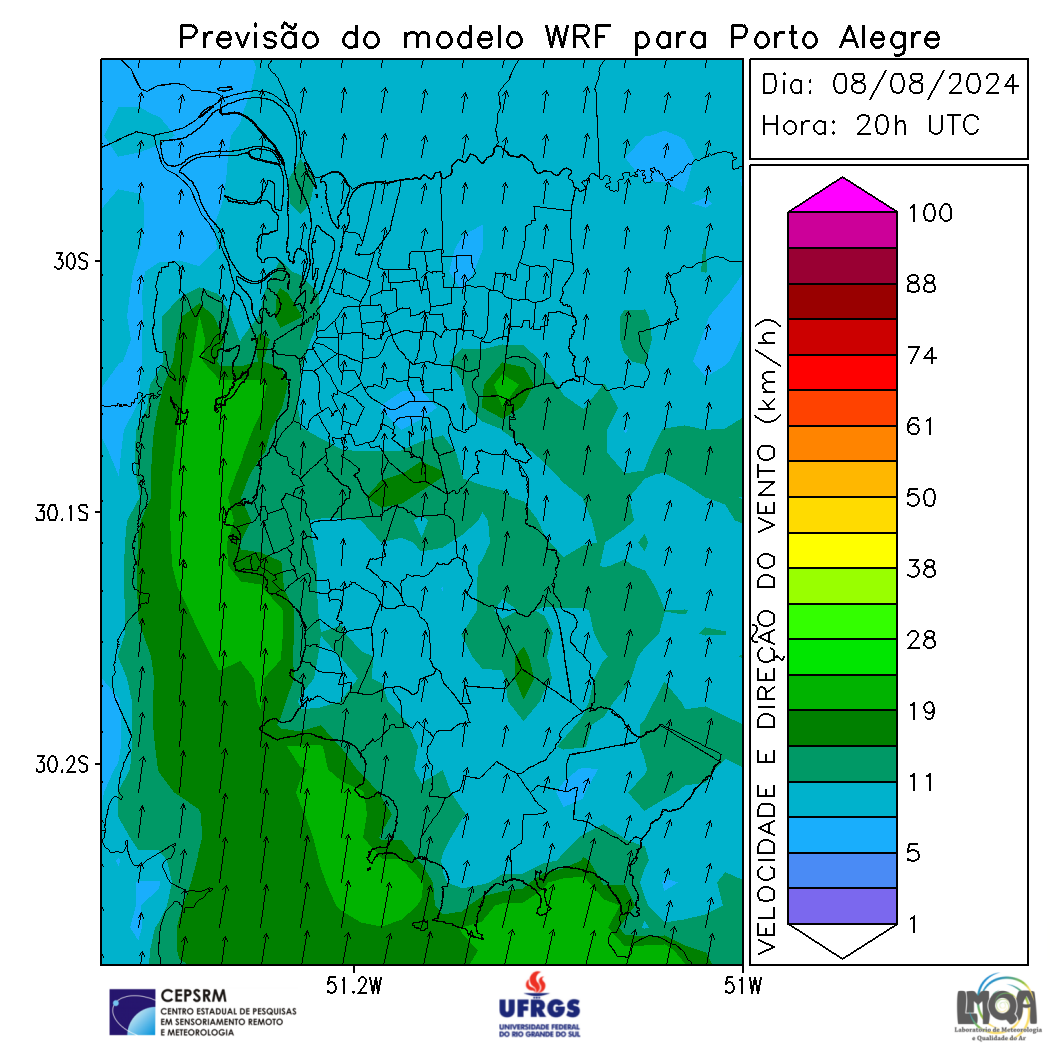 Previsão do modelo WRF para Porto Alegre
Dia: 08/08/2024
Hora: 20h UTC
30S
30.1S
30.2S
51.2W
51W
VELOCIDADE E DIREÇÃO DO VENTO (km/h)
100
88
74
61
50
38
28
19
11
5
1
CEPSRM
CENTRO ESTADUAL DE PESQUISAS
EM SENSORIAMENTO REMOTO
E METEOROLOGIA
UFRGS
UNIVERSIDADE FEDERAL
DO RIO GRANDE DO SUL
LMQA
Laboratório de Meteorologia
e Qualidade do Ar